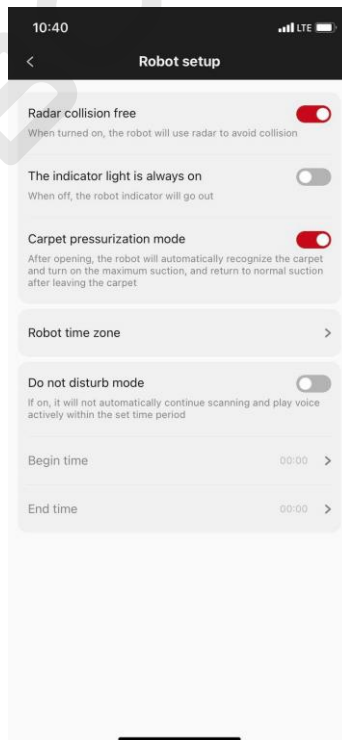 10:40
LTE
Robot setup
Radar collision free
When turned on, the robot will use radar to avoid collision
The indicator light is always on
When off, the robot indicator will go out
Carpet pressurization mode
After opening, the robot will automatically recognize the carpet
and turn on the maximum suction, and return to normal suction
after leaving the carpet
Robot time zone
Do not disturb mode
If on, it will not automatically continue scanning and play voice
actively within the set time period
Begin time 00:00
End time 00:00